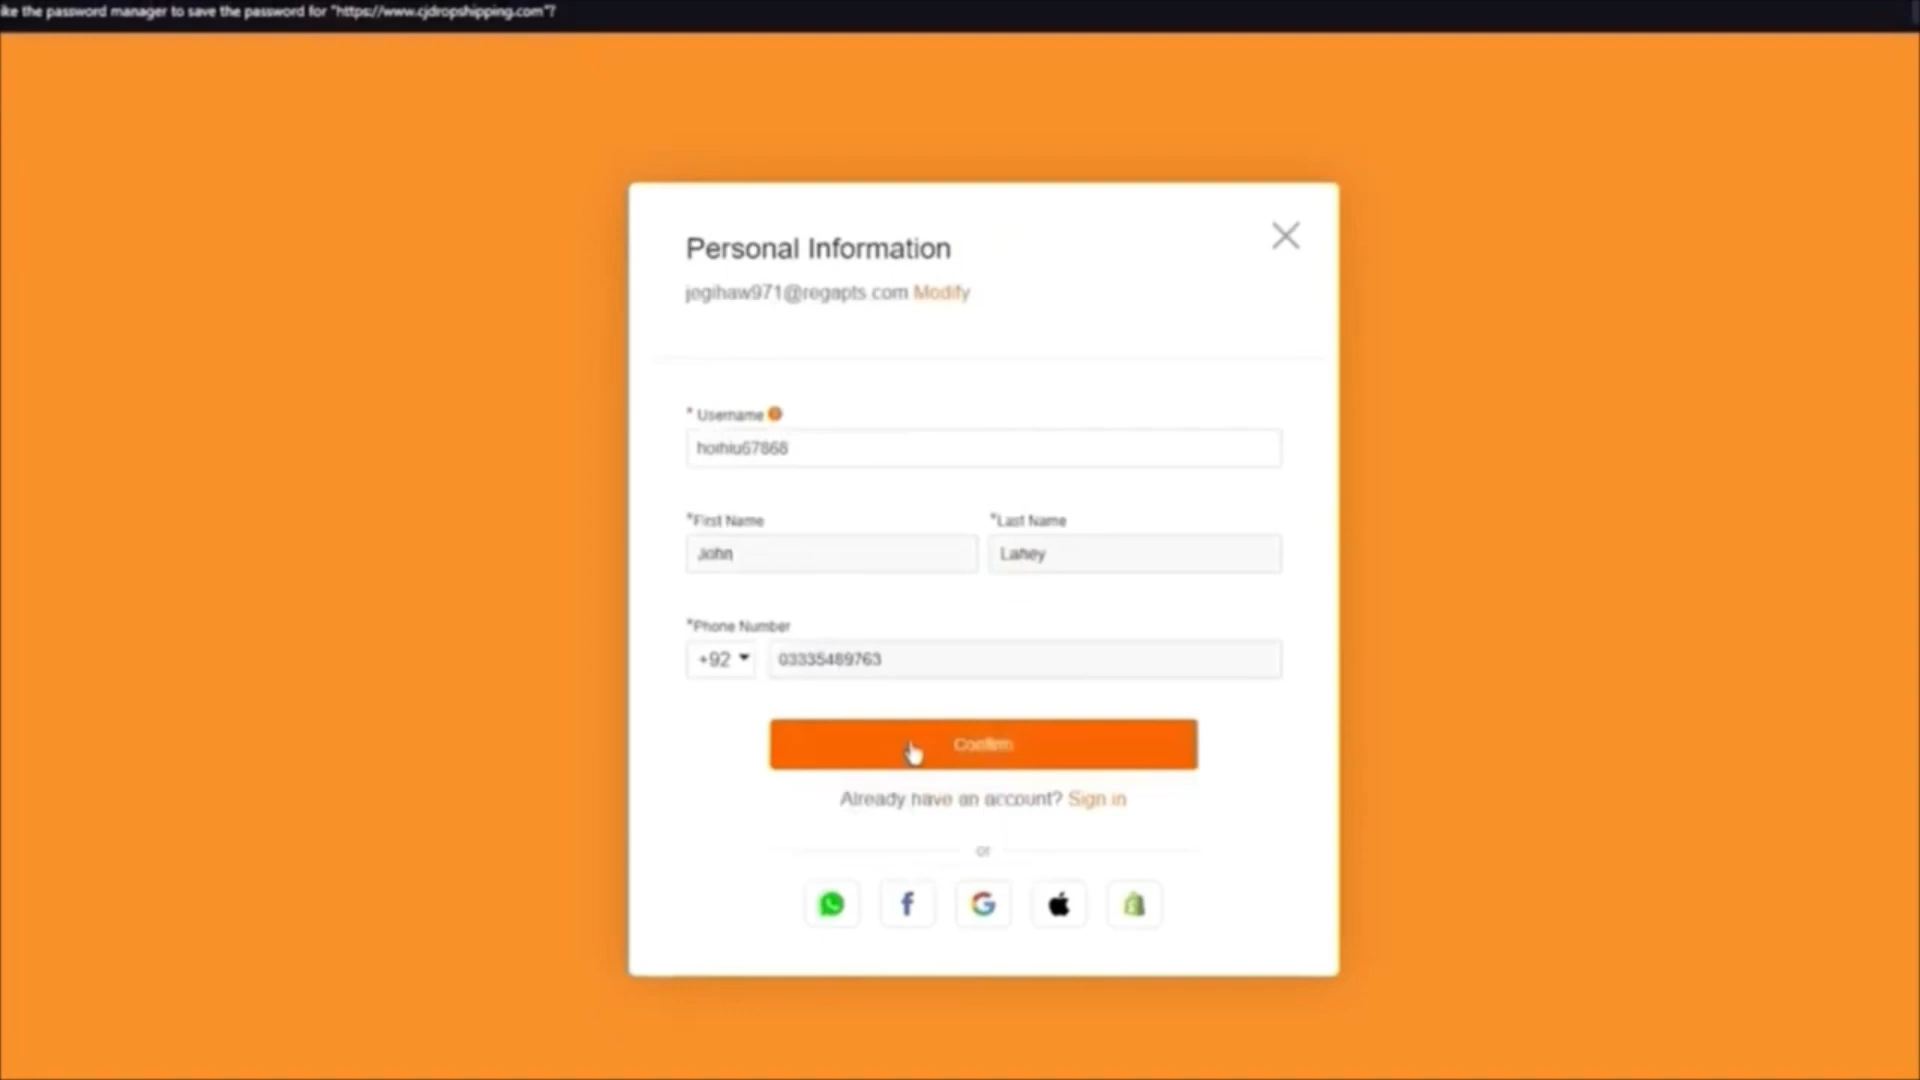 ike the password manager to save the password for "https://www.cjdropshipping.com"?
Personal Information
jegihaw971@regapts.com Modify
* Username
hoihiu67868
*First Name
*Last Name
John
Lahey
*Phone Number
+92
03335489763
Confirm
Already have an account? Sign in
or